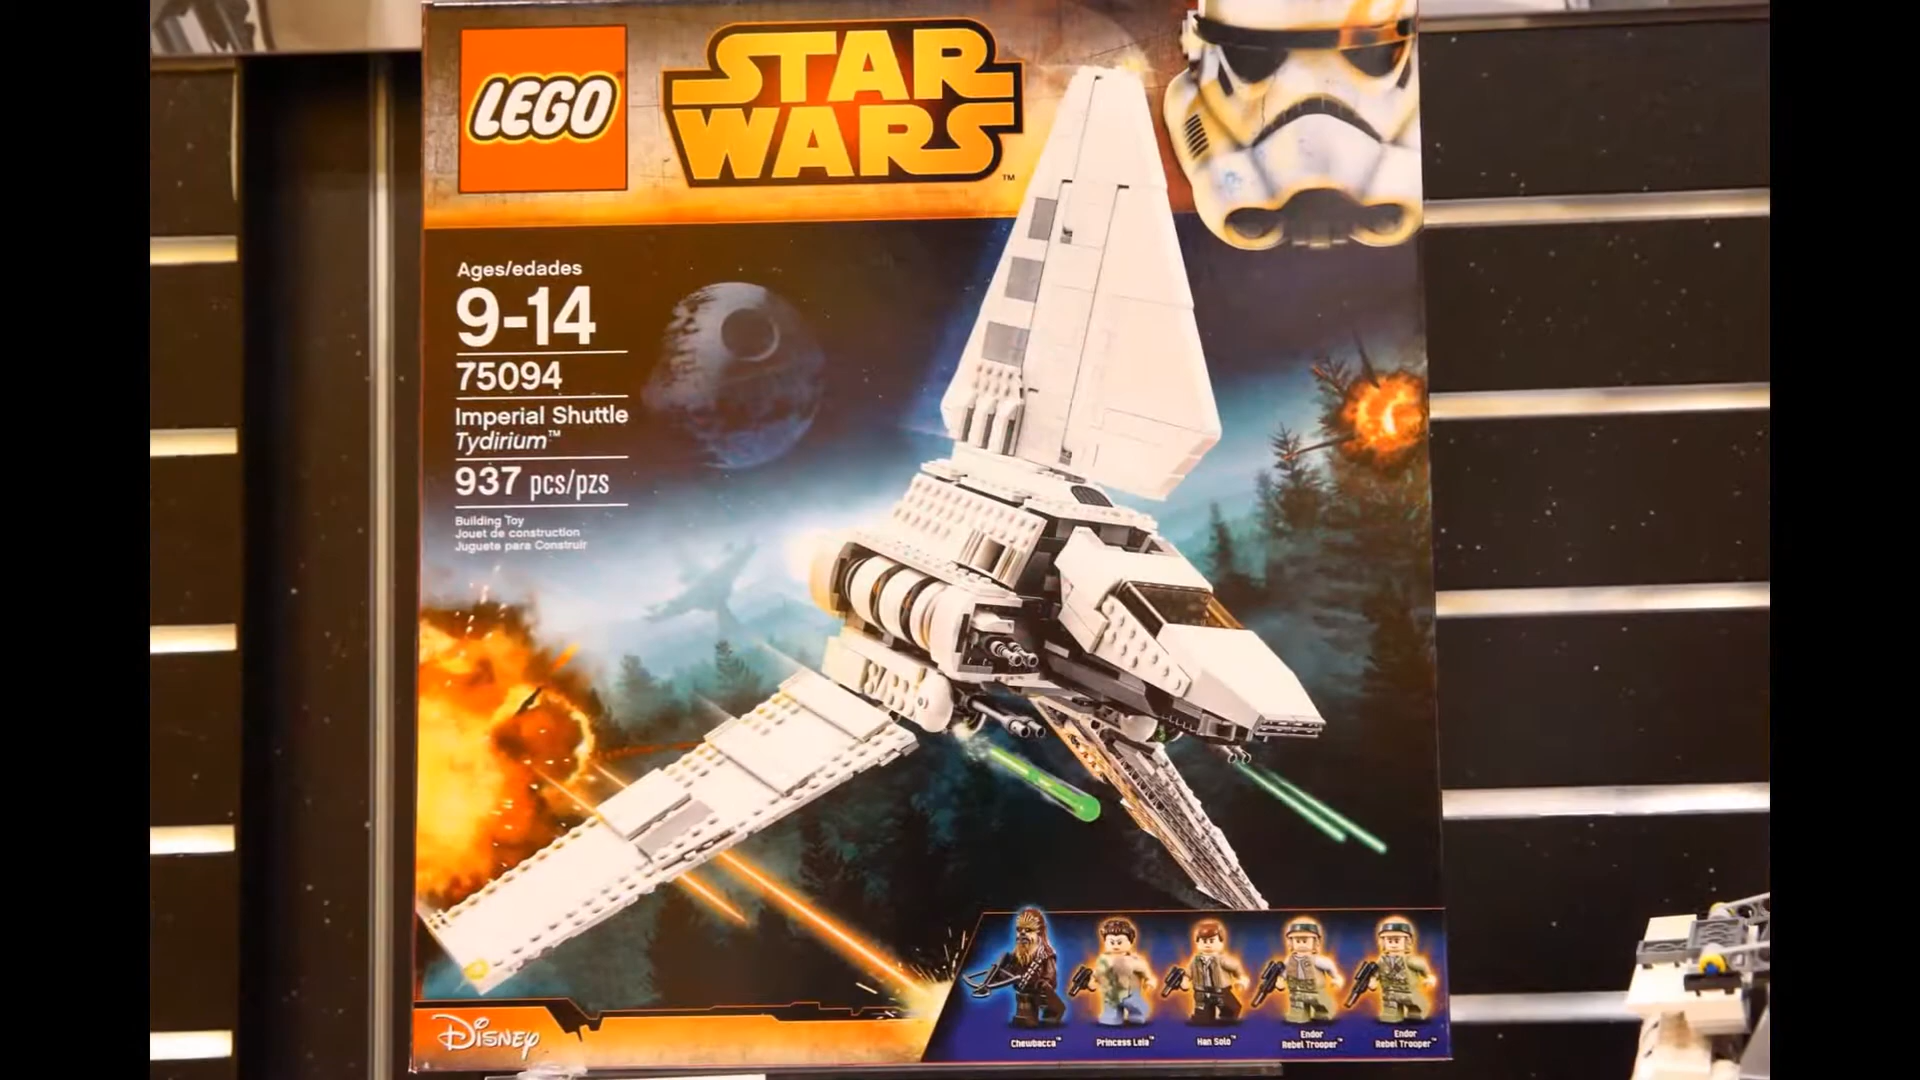 LEGO
STAR
WARS™
Ages/edades
9-14
75094
Imperial Shuttle
Tydirium™
937 pcs/pzs
Building Toy
Jouet de construction
Juguete para Construir
Disney
Chewbacca™
Princess Leia™
Han Solo™
Endor
Rebel Trooper™
Endor
Rebel Trooper™